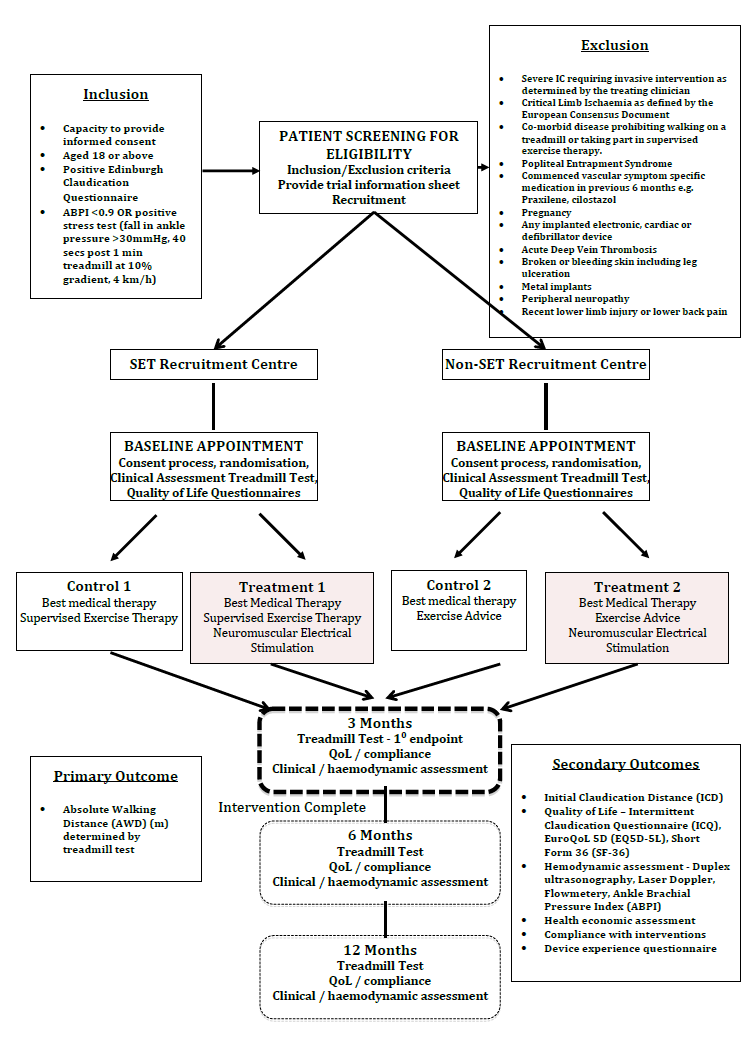 Exclusion
• Severe IC requiring invasive intervention as
determined by the treating clinician
• Critical Limb Ischaemia as defined by the
European Consensus Document
• Co-morbid disease prohibiting walking on a
treadmill or taking part in supervised
exercise therapy.
• Popliteal Entrapment Syndrome
• Commenced vascular symptom specific
medication in previous 6 months e.g.
Praxilene, cilostazol
• Pregnancy
• Any implanted electronic, cardiac or
defibrillator device
• Acute Deep Vein Thrombosis
• Broken or bleeding skin including leg
ulceration
• Metal implants
• Peripheral neuropathy
• Recent lower limb injury or lower back pain
Inclusion
• Capacity to provide
informed consent
• Aged 18 or above
• Positive Edinburgh
Claudication
Questionnaire
• ABPI <0.9 OR positive
stress test (fall in ankle
pressure >30mmHg, 40
secs post 1 min
treadmill at 10%
gradient, 4 km/h)
PATIENT SCREENING FOR
ELIGIBILITY
Inclusion/Exclusion criteria
Provide trial information sheet
Recruitment
SET Recruitment Centre
Non-SET Recruitment Centre
BASELINE APPOINTMENT
Consent process, randomisation,
Clinical Assessment Treadmill Test,
Quality of Life Questionnaires
BASELINE APPOINTMENT
Consent process, randomisation,
Clinical Assessment Treadmill Test,
Quality of Life Questionnaires
Control 1
Best medical therapy
Supervised Exercise Therapy
Treatment 1
Best Medical Therapy
Supervised Exercise Therapy
Neuromuscular Electrical
Stimulation
Control 2
Best medical therapy
Exercise Advice
Treatment 2
Best Medical Therapy
Exercise Advice
Neuromuscular Electrical
Stimulation
3 Months
Treadmill Test - 1⁰ endpoint
QoL / compliance
Clinical / haemodynamic assessment
Primary Outcome
• Absolute Walking
Distance (AWD) (m)
determined by
treadmill test
Intervention Complete
6 Months
Treadmill Test
QoL / compliance
Clinical / haemodynamic assessment
12 Months
Treadmill Test
QoL / compliance
Clinical / haemodynamic assessment
Secondary Outcomes
• Initial Claudication Distance (ICD)
• Quality of Life – Intermittent
Claudication Questionnaire (ICQ),
EuroQoL 5D (EQ5D-5L), Short
Form 36 (SF-36)
• Hemodynamic assessment - Duplex
ultrasonography, Laser Doppler,
Flowmetery, Ankle Brachial
Pressure Index (ABPI)
• Health economic assessment
• Compliance with interventions
• Device experience questionnaire